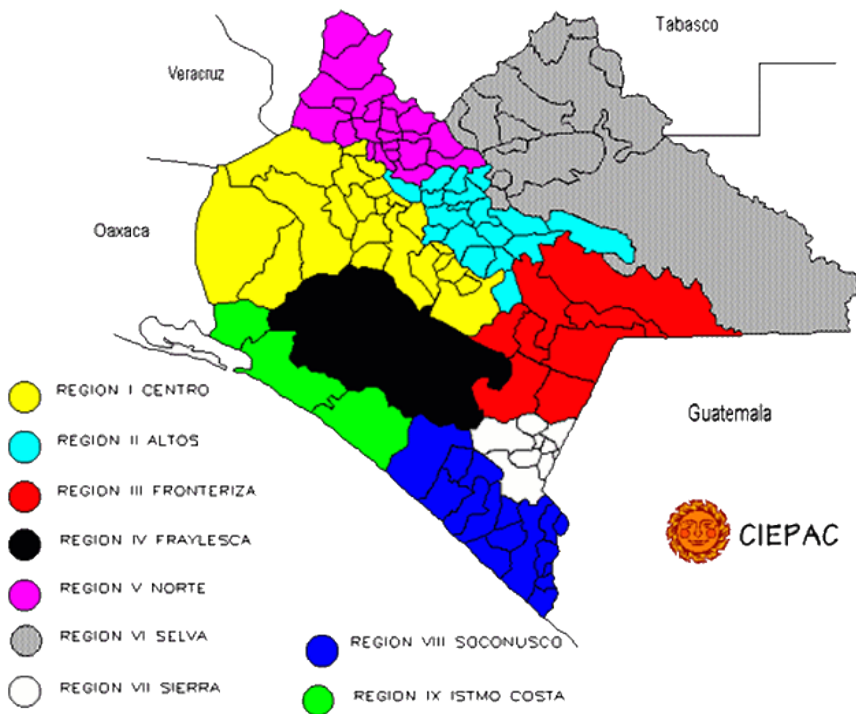 Tabasco
Veracruz
Oaxaca
REGION I CENTRO
Guatemala
REGION II ALTOS
REGION III FRONTERIZA
CIEPAC
REGION IV FRAYLESCA
REGION V NORTE
REGION VI SELVA
REGION VIII SOCONUSCO
REGION VII SIERRA
REGION IX ISTMO COSTA